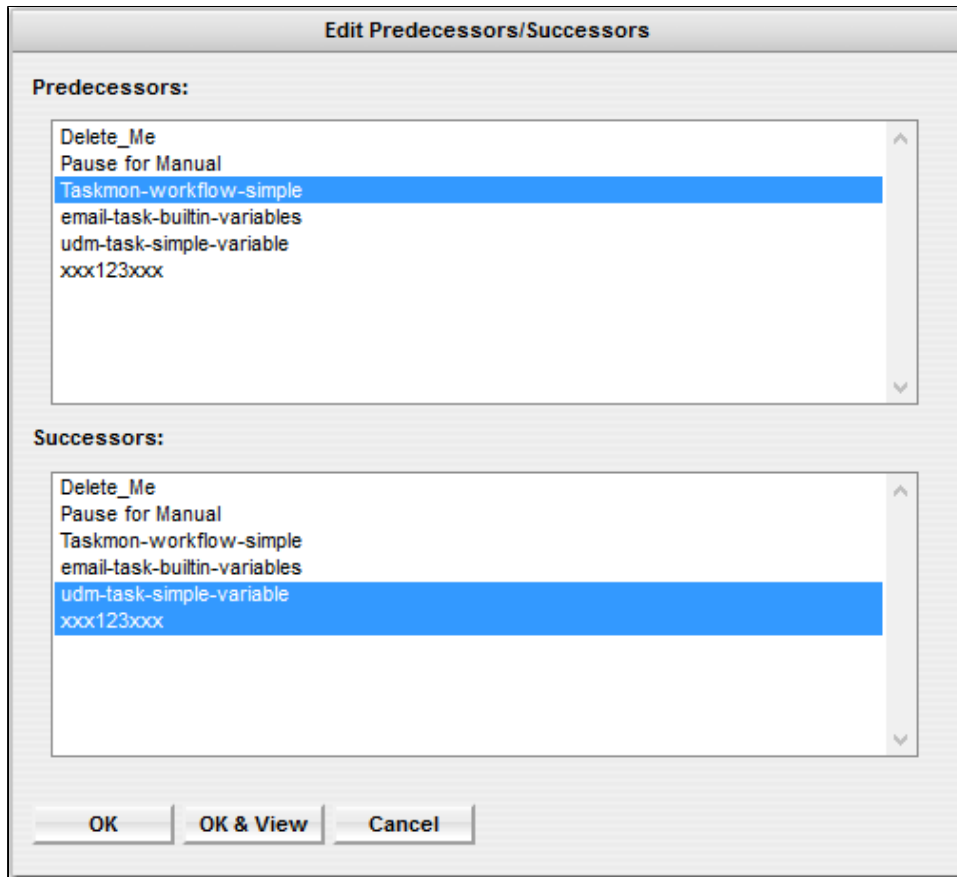 Edit Predecessors/Successors
Predecessors:
Delete_Me
Pause for Manual
Taskmon-workflow-simple
email-task-builtin-variables
udm-task-simple-variable
xxx123xxx
Successors:
Delete_Me
Pause for Manual
Taskmon-workflow-simple
email-task-builtin-variables
udm-task-simple-variable
xxx123xxx
OK OK & View Cancel